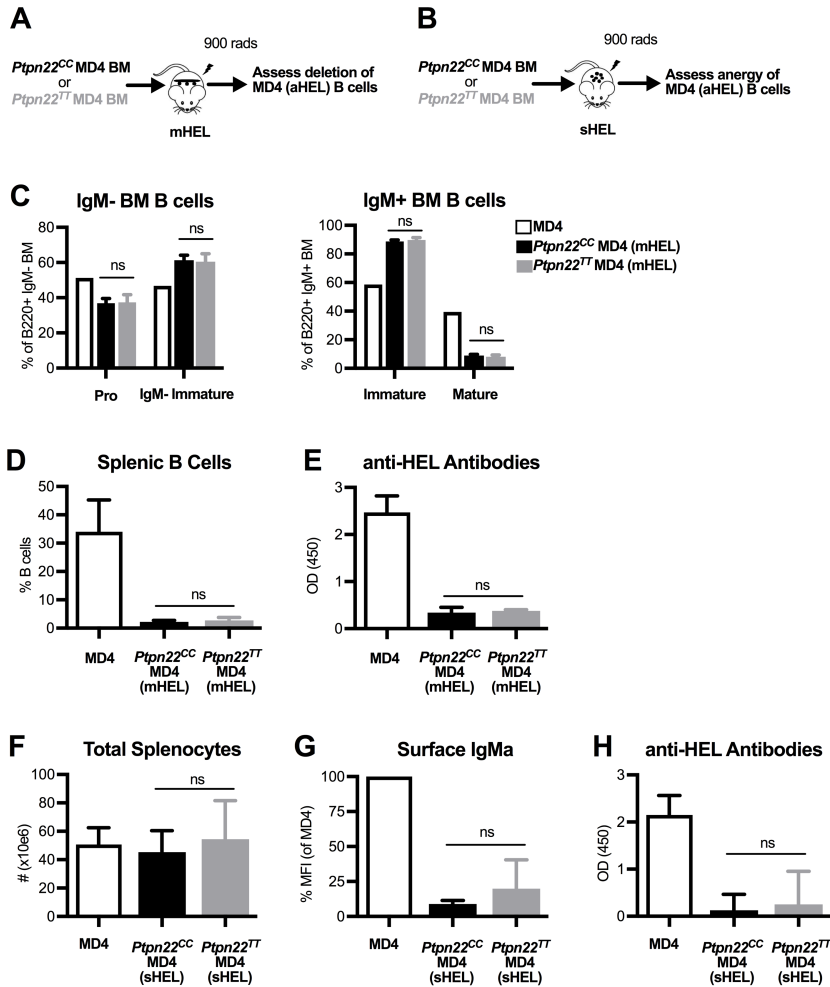 A
900 rads
Ptpn22CC MD4 BM
or
Ptpn22TT MD4 BM
Assess deletion of
MD4 (aHEL) B cells
mHEL
B
900 rads
Ptpn22CC MD4 BM
or
Ptpn22TT MD4 BM
Assess anergy of
MD4 (aHEL) B cells
sHEL
C
IgM- BM B cells
% of B220+ IgM- BM
80
60
40
20
0
ns
ns
Pro
IgM- Immature
IgM+ BM B cells
% of B220+ IgM+ BM
100
80
60
40
20
0
ns
ns
Immature
Mature
MD4
Ptpn22CC MD4 (mHEL)
Ptpn22TT MD4 (mHEL)
D
Splenic B Cells
% B cells
50
40
30
20
10
0
ns
MD4
Ptpn22CC
MD4
(mHEL)
Ptpn22TT
MD4
(mHEL)
E
anti-HEL Antibodies
OD (450)
3
2
1
0
ns
MD4
Ptpn22CC
MD4
(mHEL)
Ptpn22TT
MD4
(mHEL)
F
Total Splenocytes
# (x10e6)
100
80
60
40
20
0
ns
MD4
Ptpn22CC
MD4
(sHEL)
Ptpn22TT
MD4
(sHEL)
G
Surface IgMa
% MFI (of MD4)
100
75
50
25
0
ns
MD4
Ptpn22CC
MD4
(sHEL)
Ptpn22TT
MD4
(sHEL)
H
anti-HEL Antibodies
OD (450)
3
2
1
0
ns
MD4
Ptpn22CC
MD4
(sHEL)
Ptpn22TT
MD4
(sHEL)